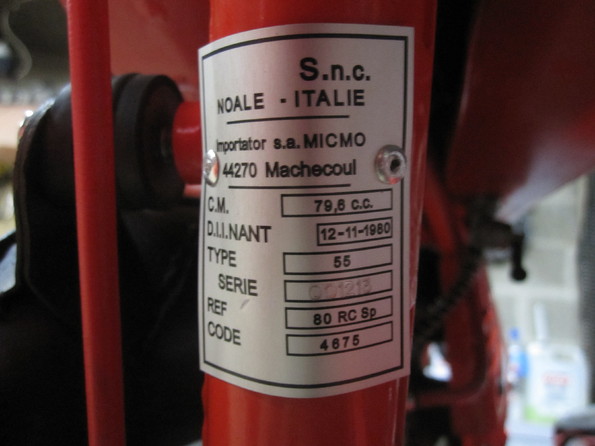 S.n.c.
NOALE - ITALIE
Importator s.a. MICMO
44270 Machecoul
C.M. 79,6 c.c.
D.I.I.NANT 12-11-1980
TYPE 55
SERIE 001213
REF 80 RC Sp
CODE 4675